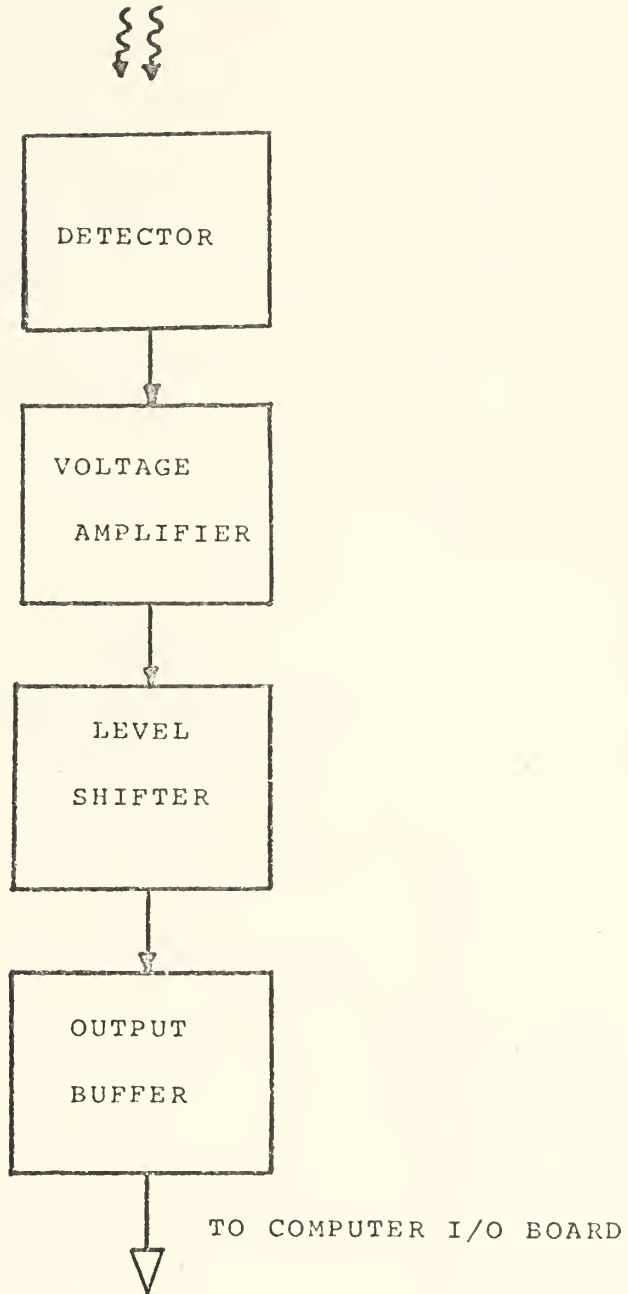 DETECTOR
VOLTAGE
AMPLIFIER
LEVEL
SHIFTER
OUTPUT
BUFFER
TO COMPUTER I/O BOARD